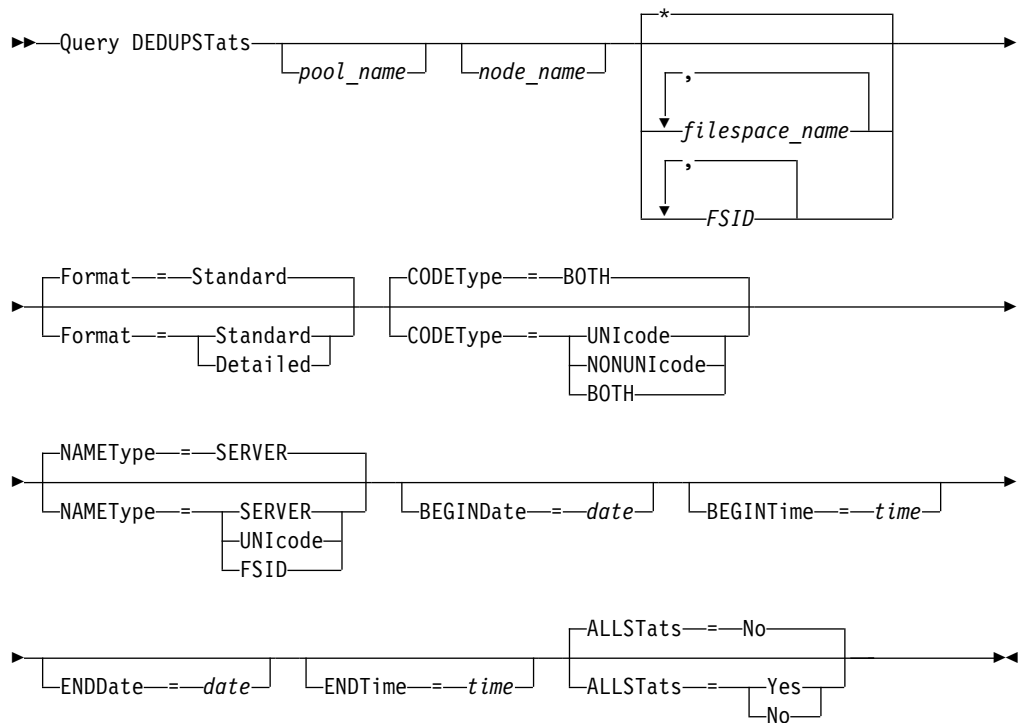 *
Query DEDUPSTats
pool_name
node_name
,
filespace_name
,
FSID
Format = Standard
CODEType = BOTH
Format = Standard
Detailed
CODEType = UNIcode
NONUNIcode
BOTH
NAMEType = SERVER
NAMEType = SERVER
UNIcode
FSID
BEGINDate = date
BEGINTime = time
ENDDate = date
ENDTime = time
ALLSTats = No
ALLSTats = Yes
No